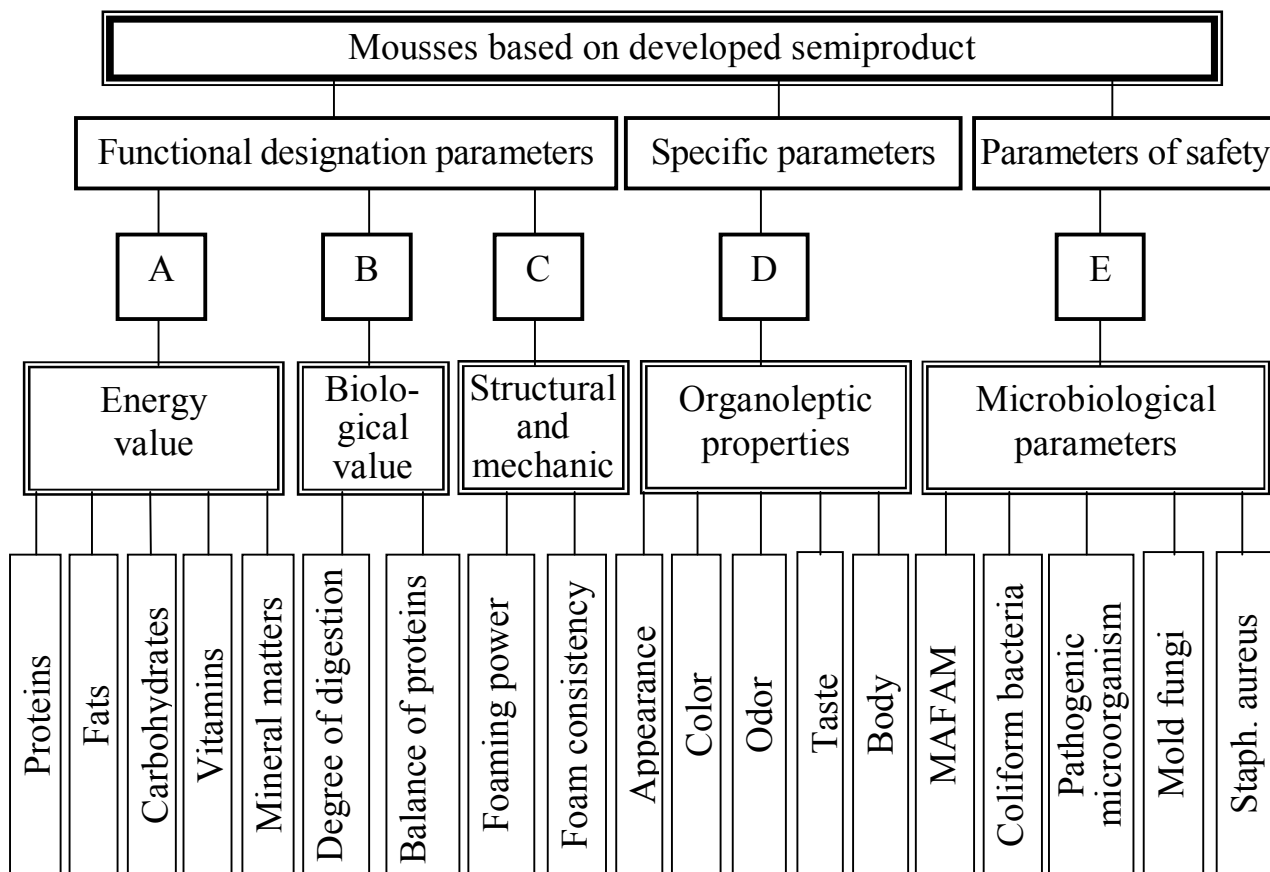 Mousses based on developed semiproduct
Functional designation parameters
Specific parameters
Parameters of safety
A
B
C
D
E
Energy
value
Biolo-
gical
value
Structural
and
mechanic
Organoleptic
properties
Microbiological
parameters
Proteins
Fats
Carbohydrates
Vitamins
Mineral matters
Degree of digestion
Balance of proteins
Foaming power
Foam consistency
Appearance
Color
Odor
Taste
Body
MAFAM
Coliform bacteria
Pathogenic
microorganism
Mold fungi
Staph. aureus